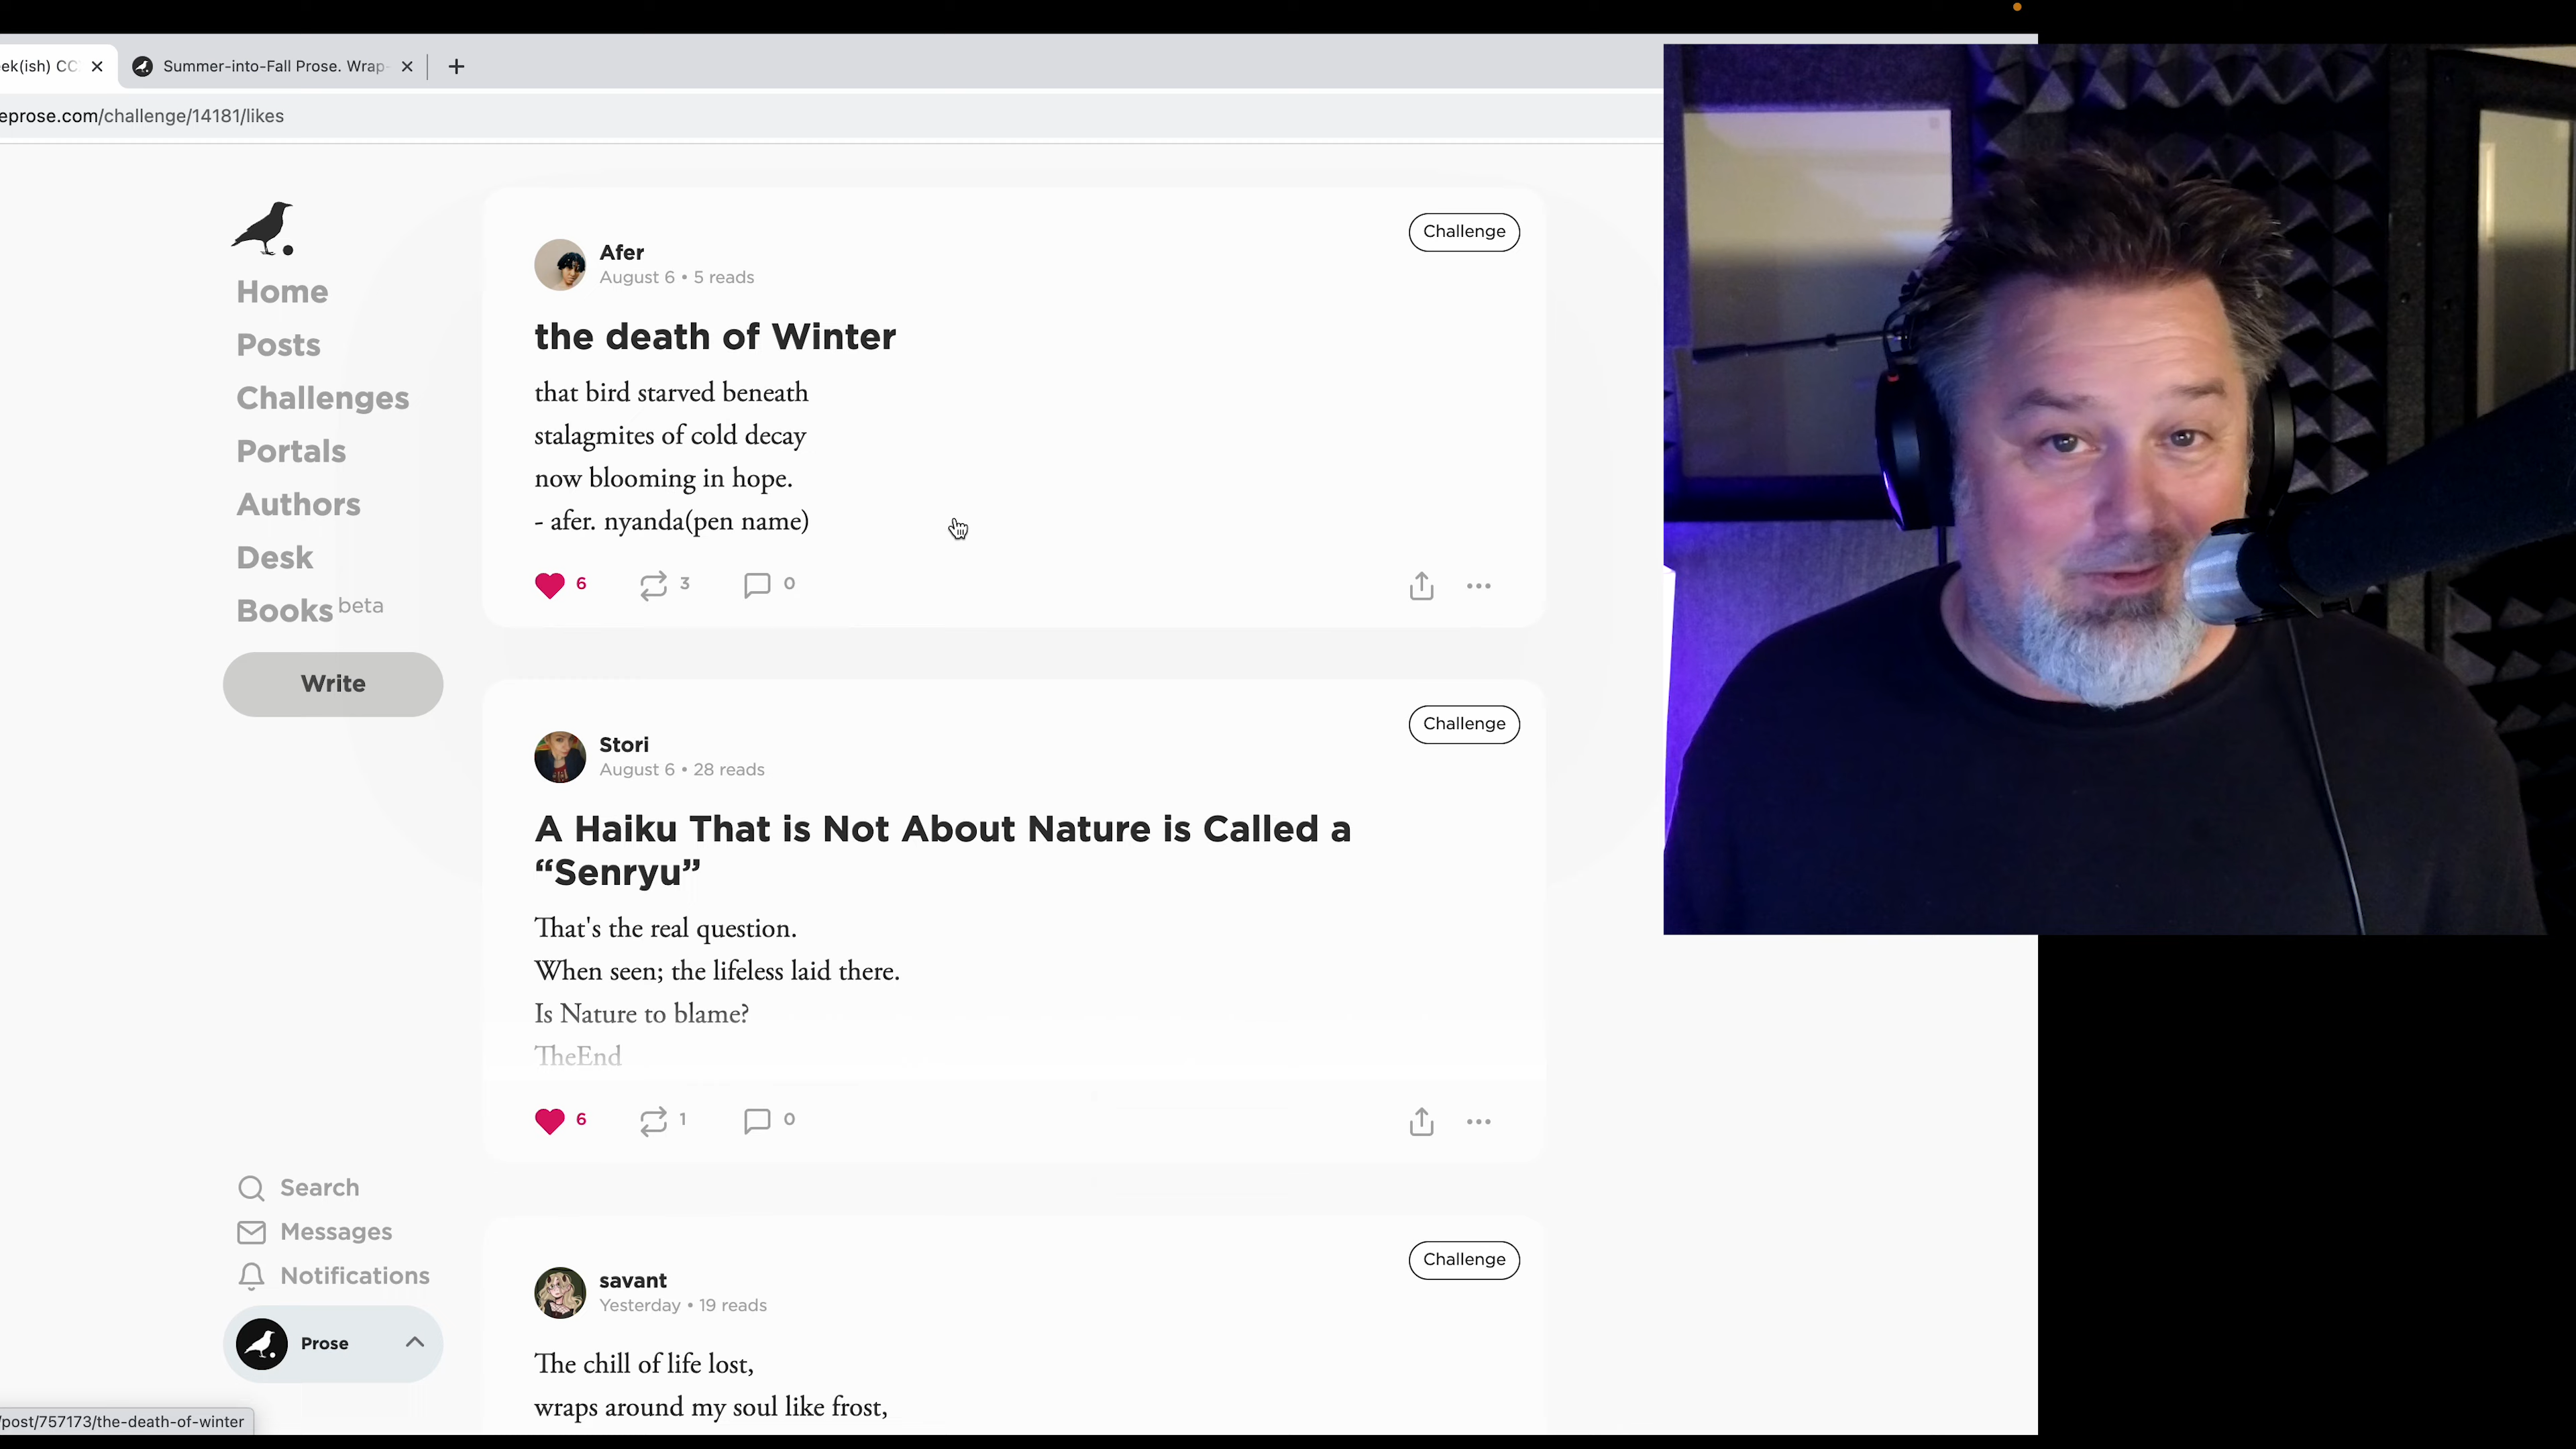 ek(ish) CC
Summer-into-Fall Prose. Wrap-
eprose.com/challenge/14181/likes
Home
Posts
Challenges
Portals
Authors
Desk
Books beta
Write
Challenge
Afer
August 6 • 5 reads
the death of Winter
that bird starved beneath
stalagmites of cold decay
now blooming in hope.
- afer. nyanda(pen name)
6
3
0
Challenge
Stori
August 6 • 28 reads
A Haiku That is Not About Nature is Called a
“Senryu”
That's the real question.
When seen; the lifeless laid there.
Is Nature to blame?
TheEnd
6
1
0
Challenge
savant
Yesterday • 19 reads
The chill of life lost,
wraps around my soul like frost,
Search
Messages
Notifications
Prose
/post/757173/the-death-of-winter